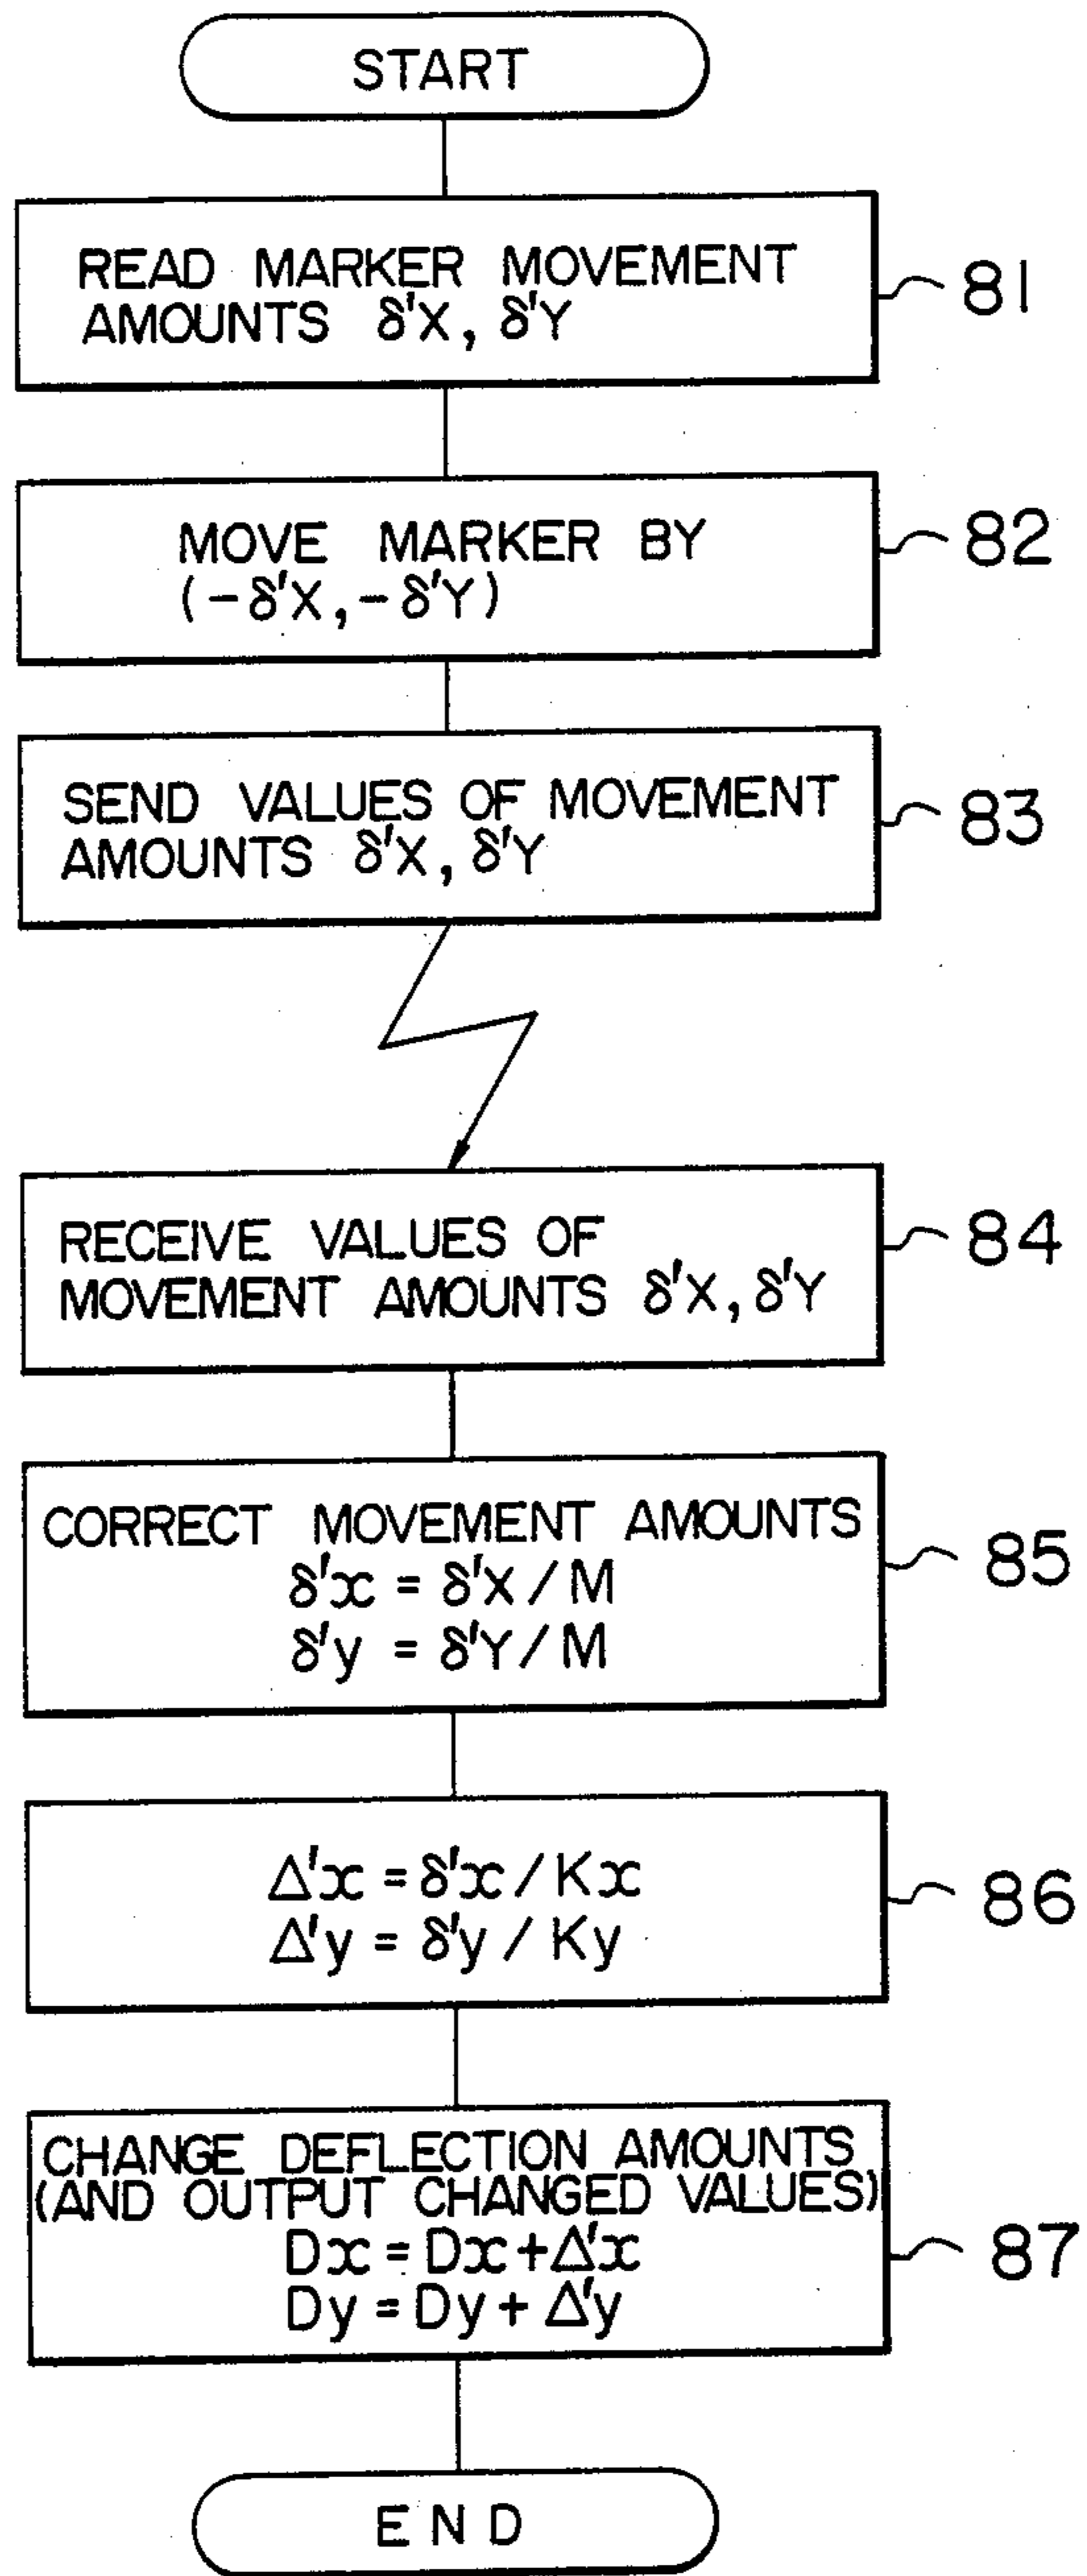 START
READ MARKER MOVEMENT
AMOUNTS δ'X, δ'Y
81
MOVE MARKER BY
(-δ'X, -δ'Y)
82
SEND VALUES OF MOVEMENT
AMOUNTS δ'X, δ'Y
83
RECEIVE VALUES OF
MOVEMENT AMOUNTS δ'X, δ'Y
84
CORRECT MOVEMENT AMOUNTS
δ'x = δ'X / M
δ'y = δ'Y / M
85
Δ'x = δ'x / Kx
Δ'y = δ'y / Ky
86
CHANGE DEFLECTION AMOUNTS
(AND OUTPUT CHANGED VALUES)
Dx = Dx + Δ'x
Dy = Dy + Δ'y
87
END